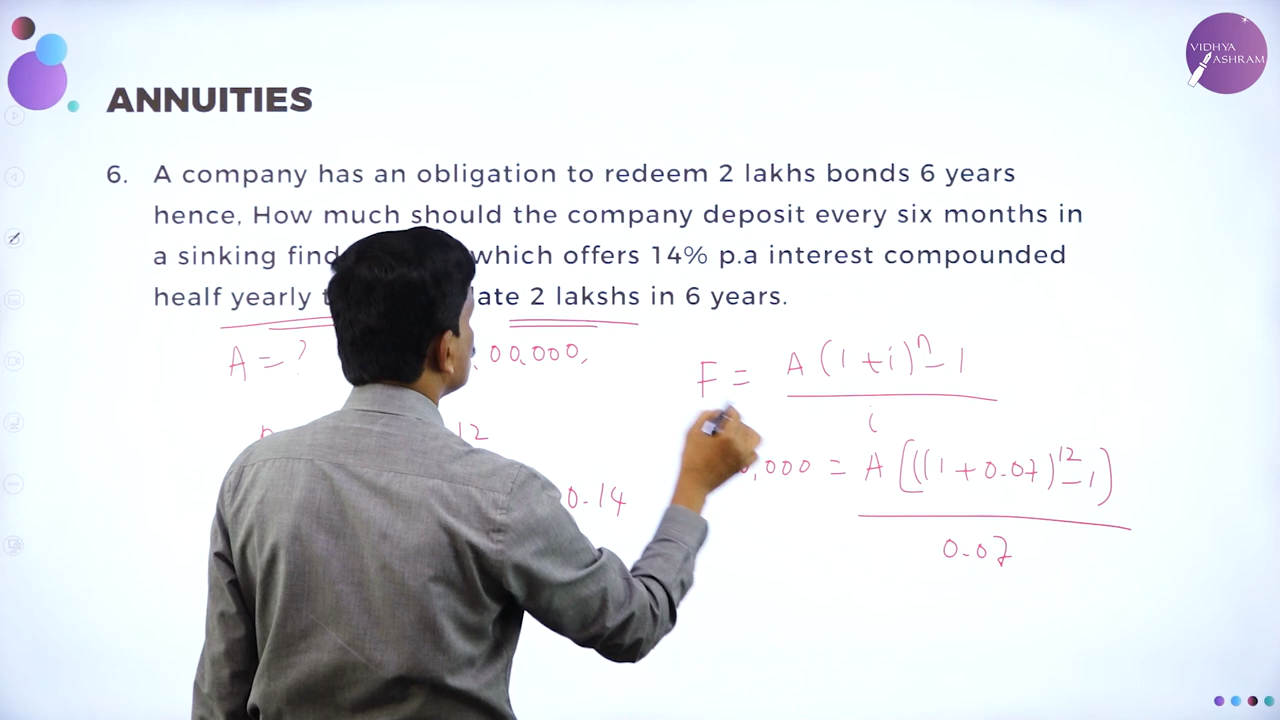 VIDHYA
ASHRAM
ANNUITIES
6. A company has an obligation to redeem 2 lakhs bonds 6 years
hence, How much should the company deposit every six months in
a sinking find which offers 14% p.a interest compounded
healf yearly 2 lakshs in 6 years.
A = ?
00,000,
F = A(1+i)^n-1
i
12
0.14
,000 = A[((1+0.07)^12-1)
0.07